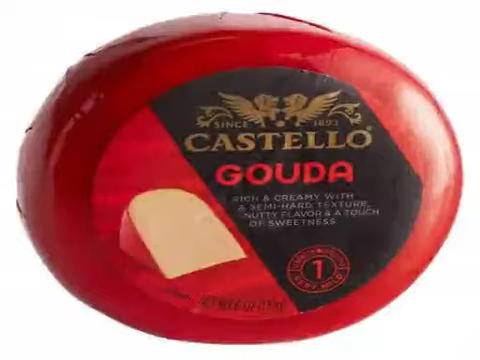 SINCE 1893
CASTELLO®
GOUDA
RICH & CREAMY WITH
A SEMI-HARD TEXTURE,
NUTTY FLAVOR & A TOUCH
OF SWEETNESS
1
VERY MILD